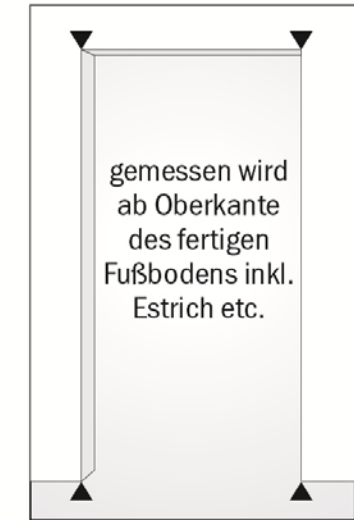 gemessen wird
ab Oberkante
des fertigen
Fußbodens inkl.
Estrich etc.